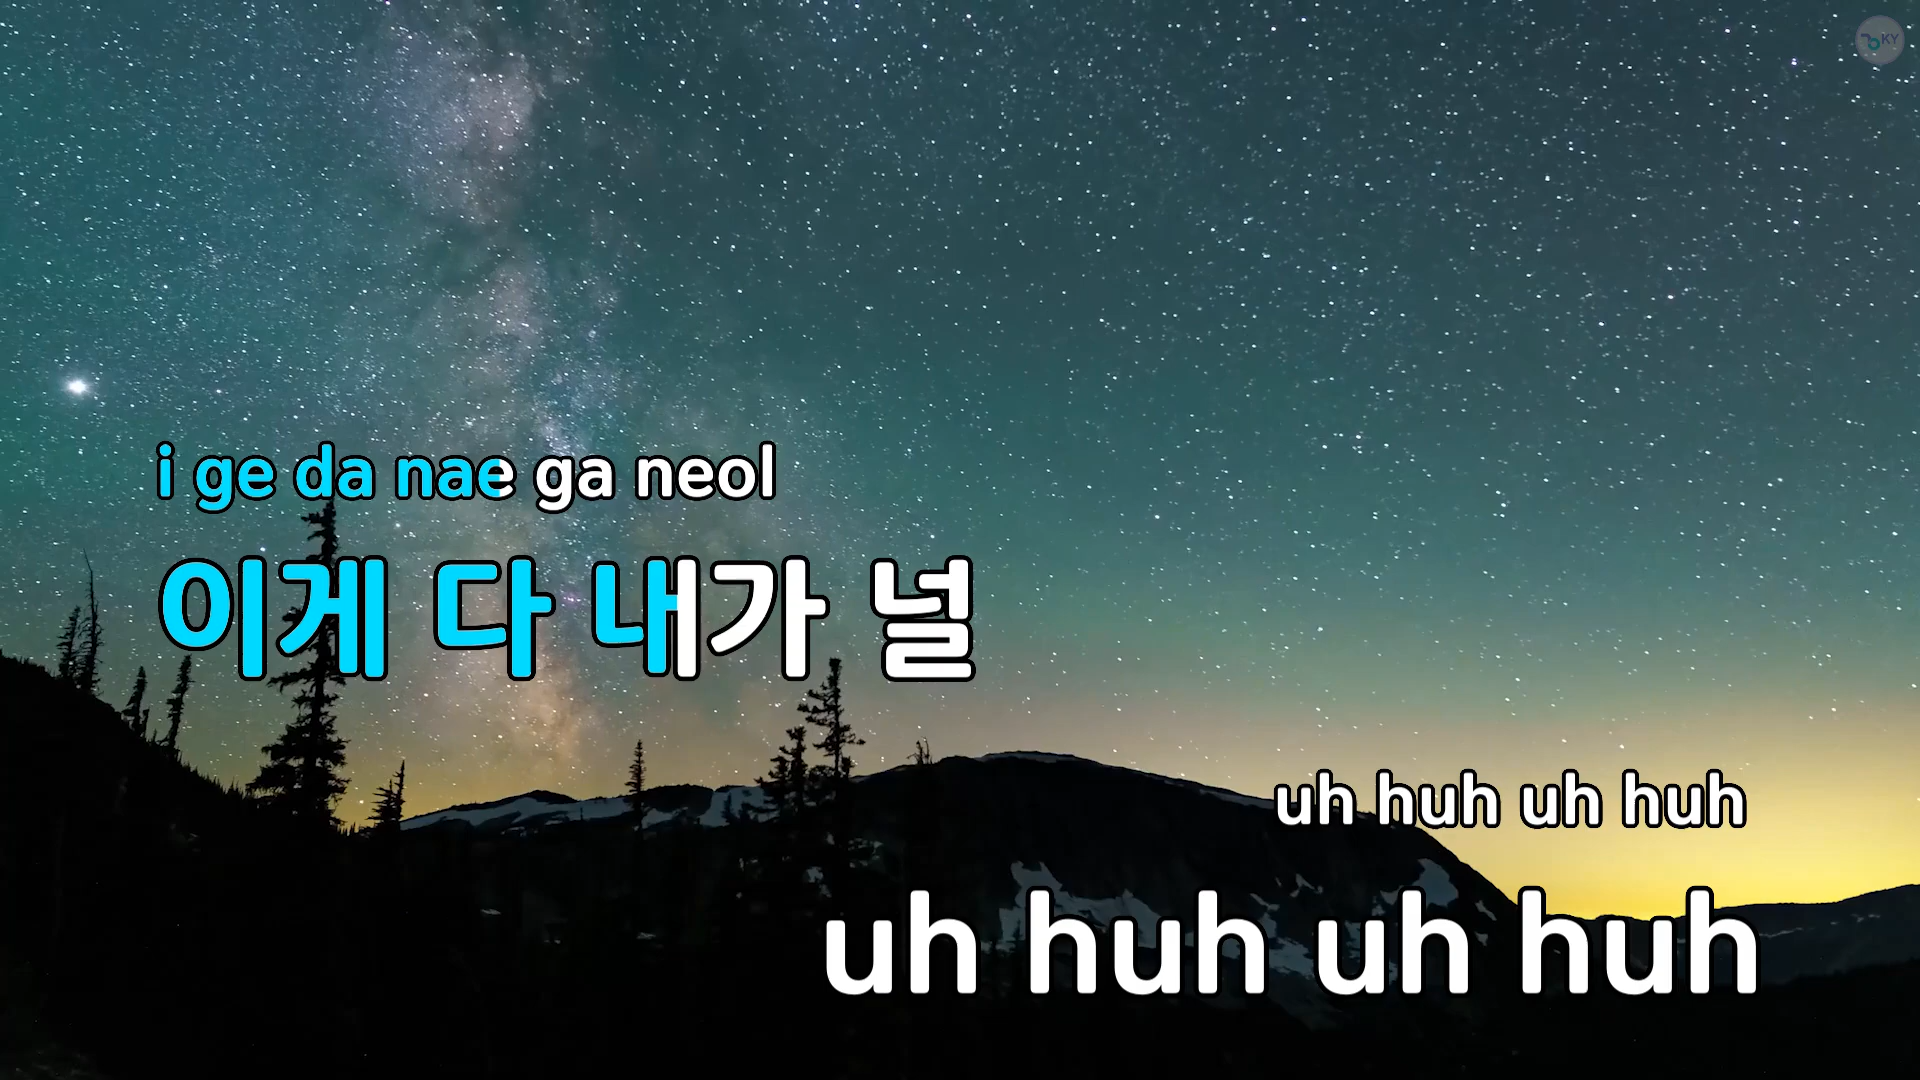 KY
i ge da nae ga neol
이게 다 내가 널
uh huh uh huh
uh huh uh huh